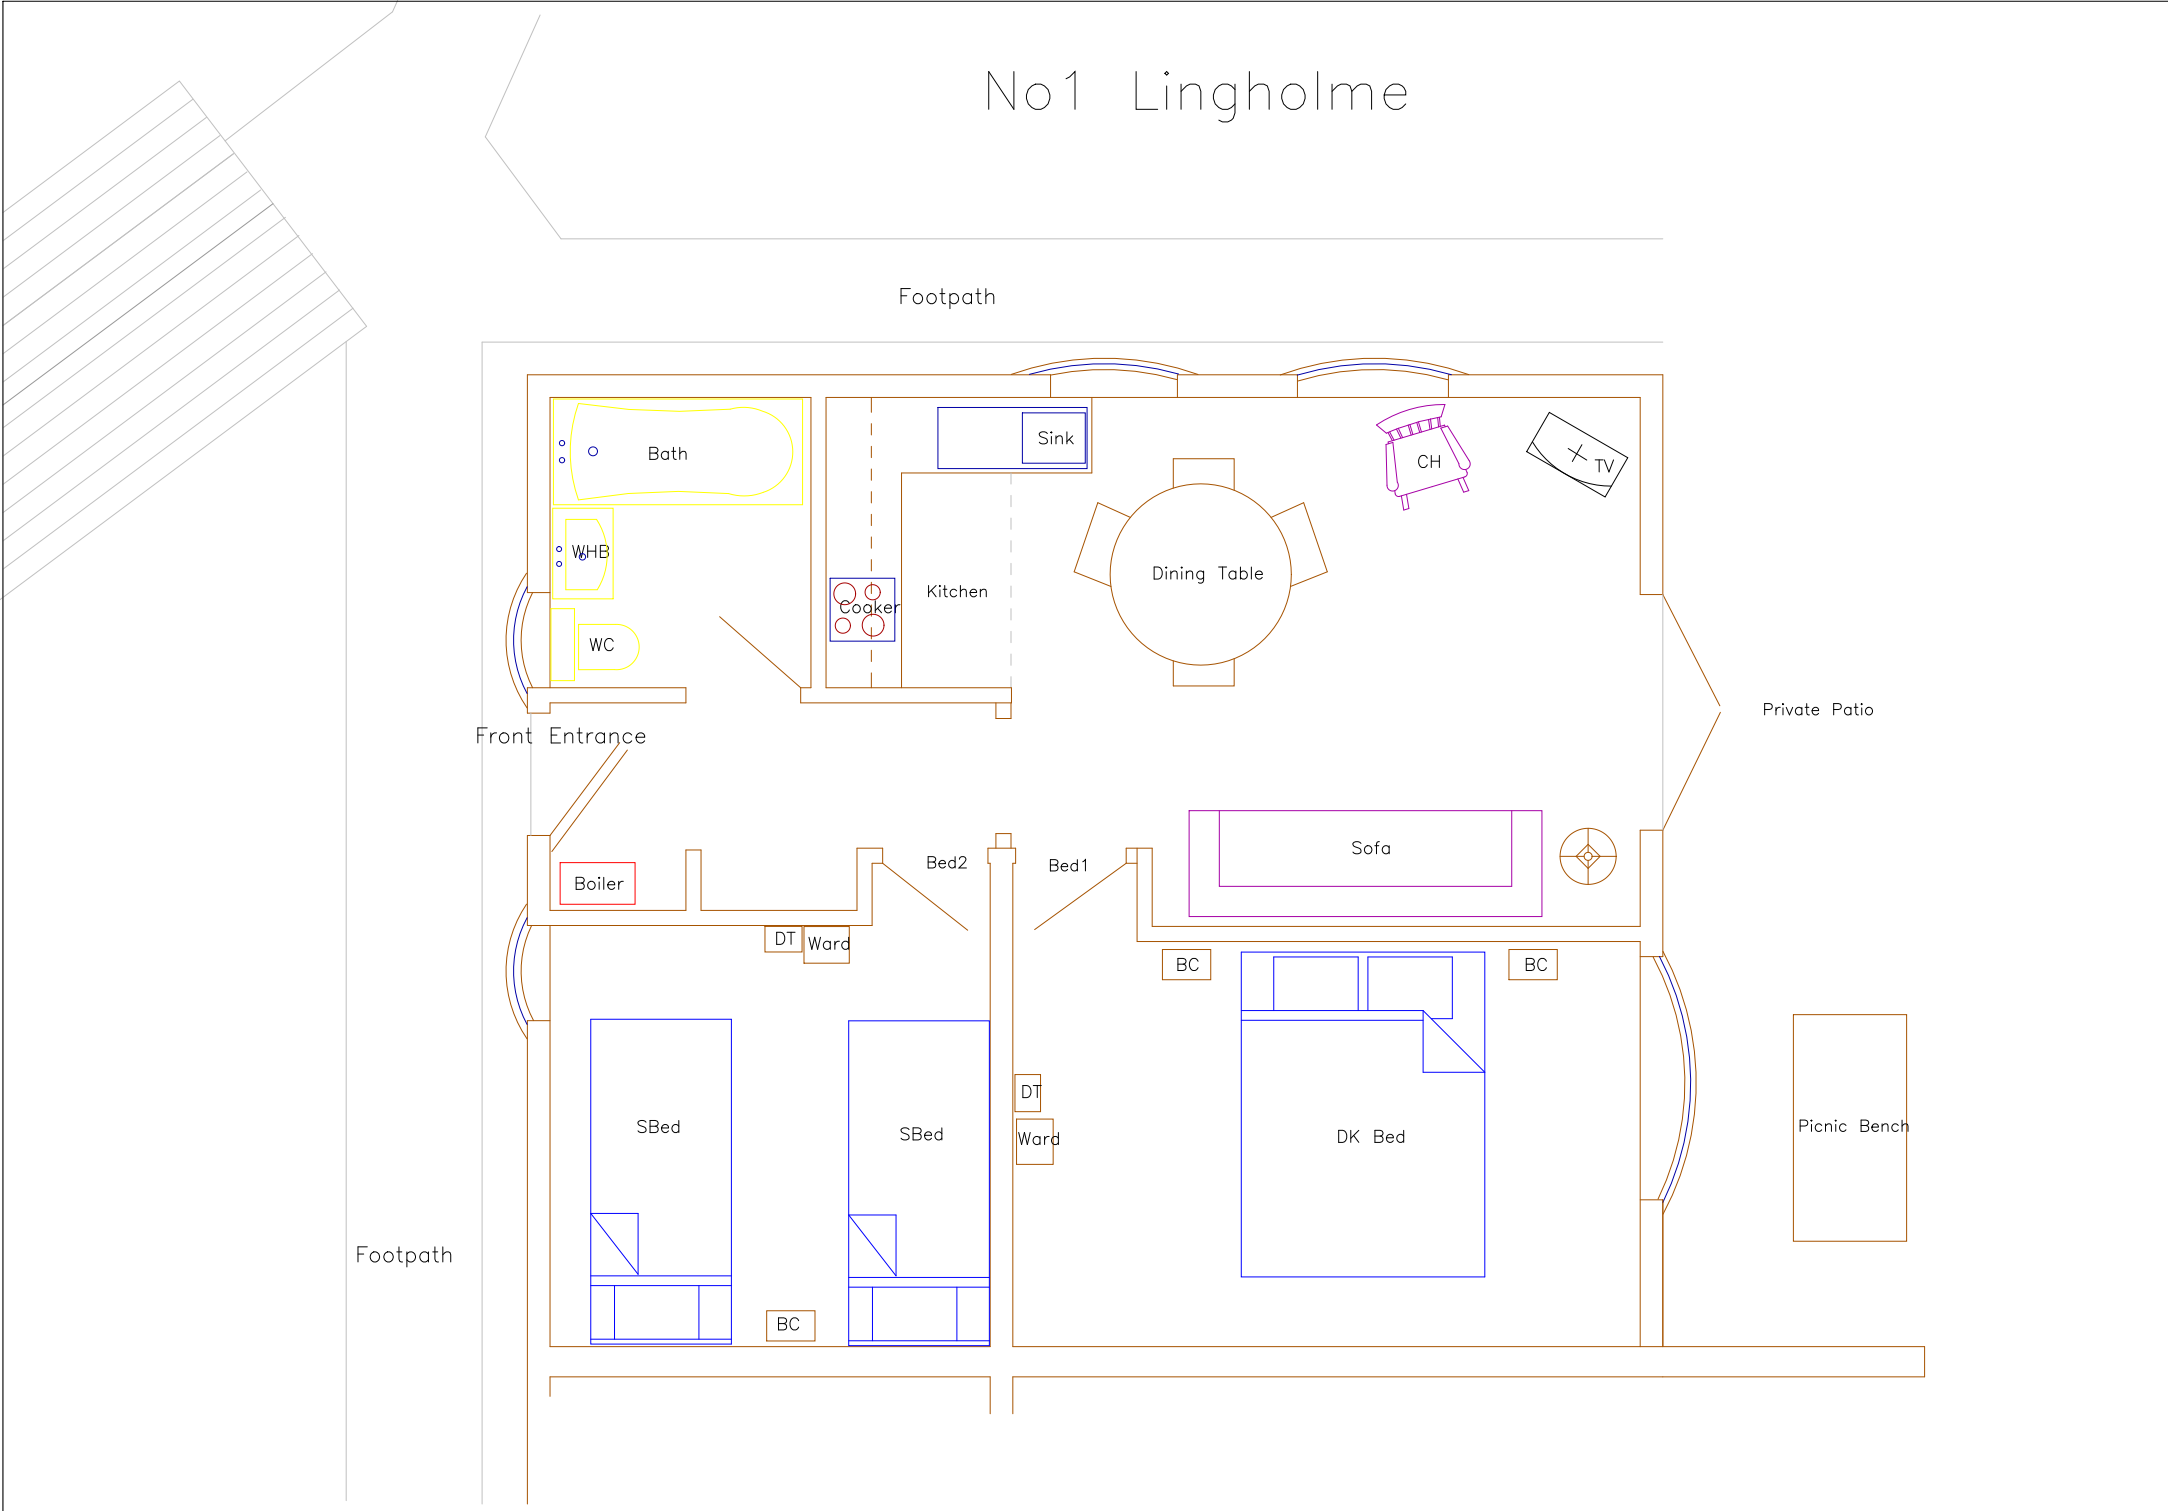 No1 Lingholme
Footpath
Sink
Bath
CH
TV
WHB
Dining Table
Kitchen
Cooker
WC
Private Patio
Front Entrance
Sofa
Bed2
Bed1
Boiler
DT
Ward
BC
BC
DT
SBed
SBed
Ward
DK Bed
Picnic Bench
Footpath
BC